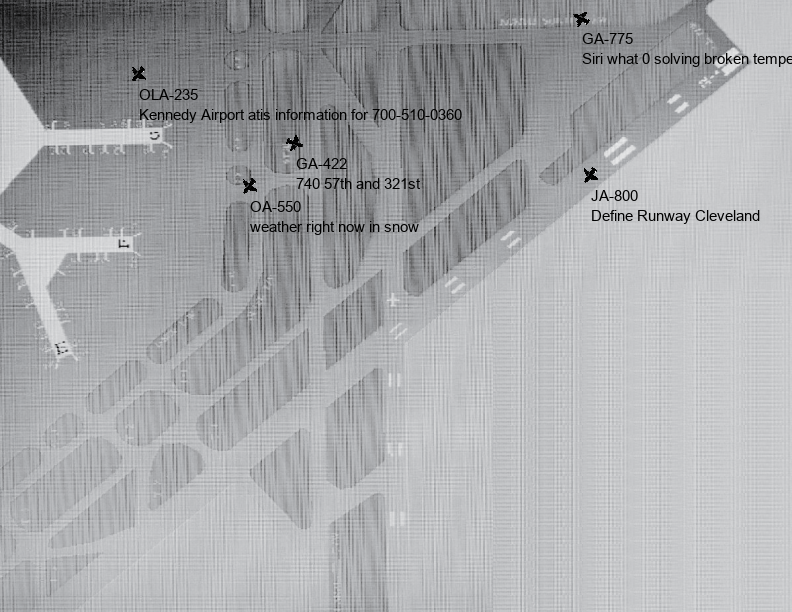 GA-775
Siri what 0 solving broken tempe
OLA-235
Kennedy Airport atis information for 700-510-0360
GA-422
740 57th and 321st
OA-550
weather right now in snow
JA-800
Define Runway Cleveland